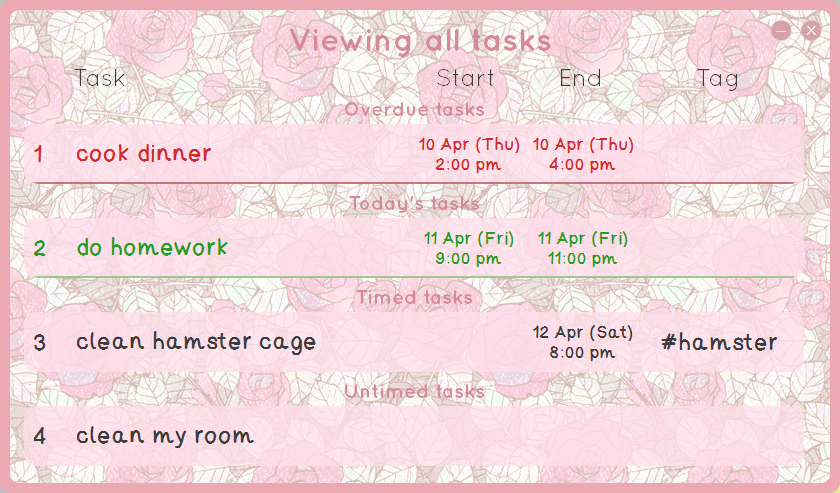 Viewing all tasks
Task Start End Tag
Overdue tasks
1 cook dinner 10 Apr (Thu) 2:00 pm 10 Apr (Thu) 4:00 pm
Today's tasks
2 do homework 11 Apr (Fri) 9:00 pm 11 Apr (Fri) 11:00 pm
Timed tasks
3 clean hamster cage 12 Apr (Sat) 8:00 pm #hamster
Untimed tasks
4 clean my room